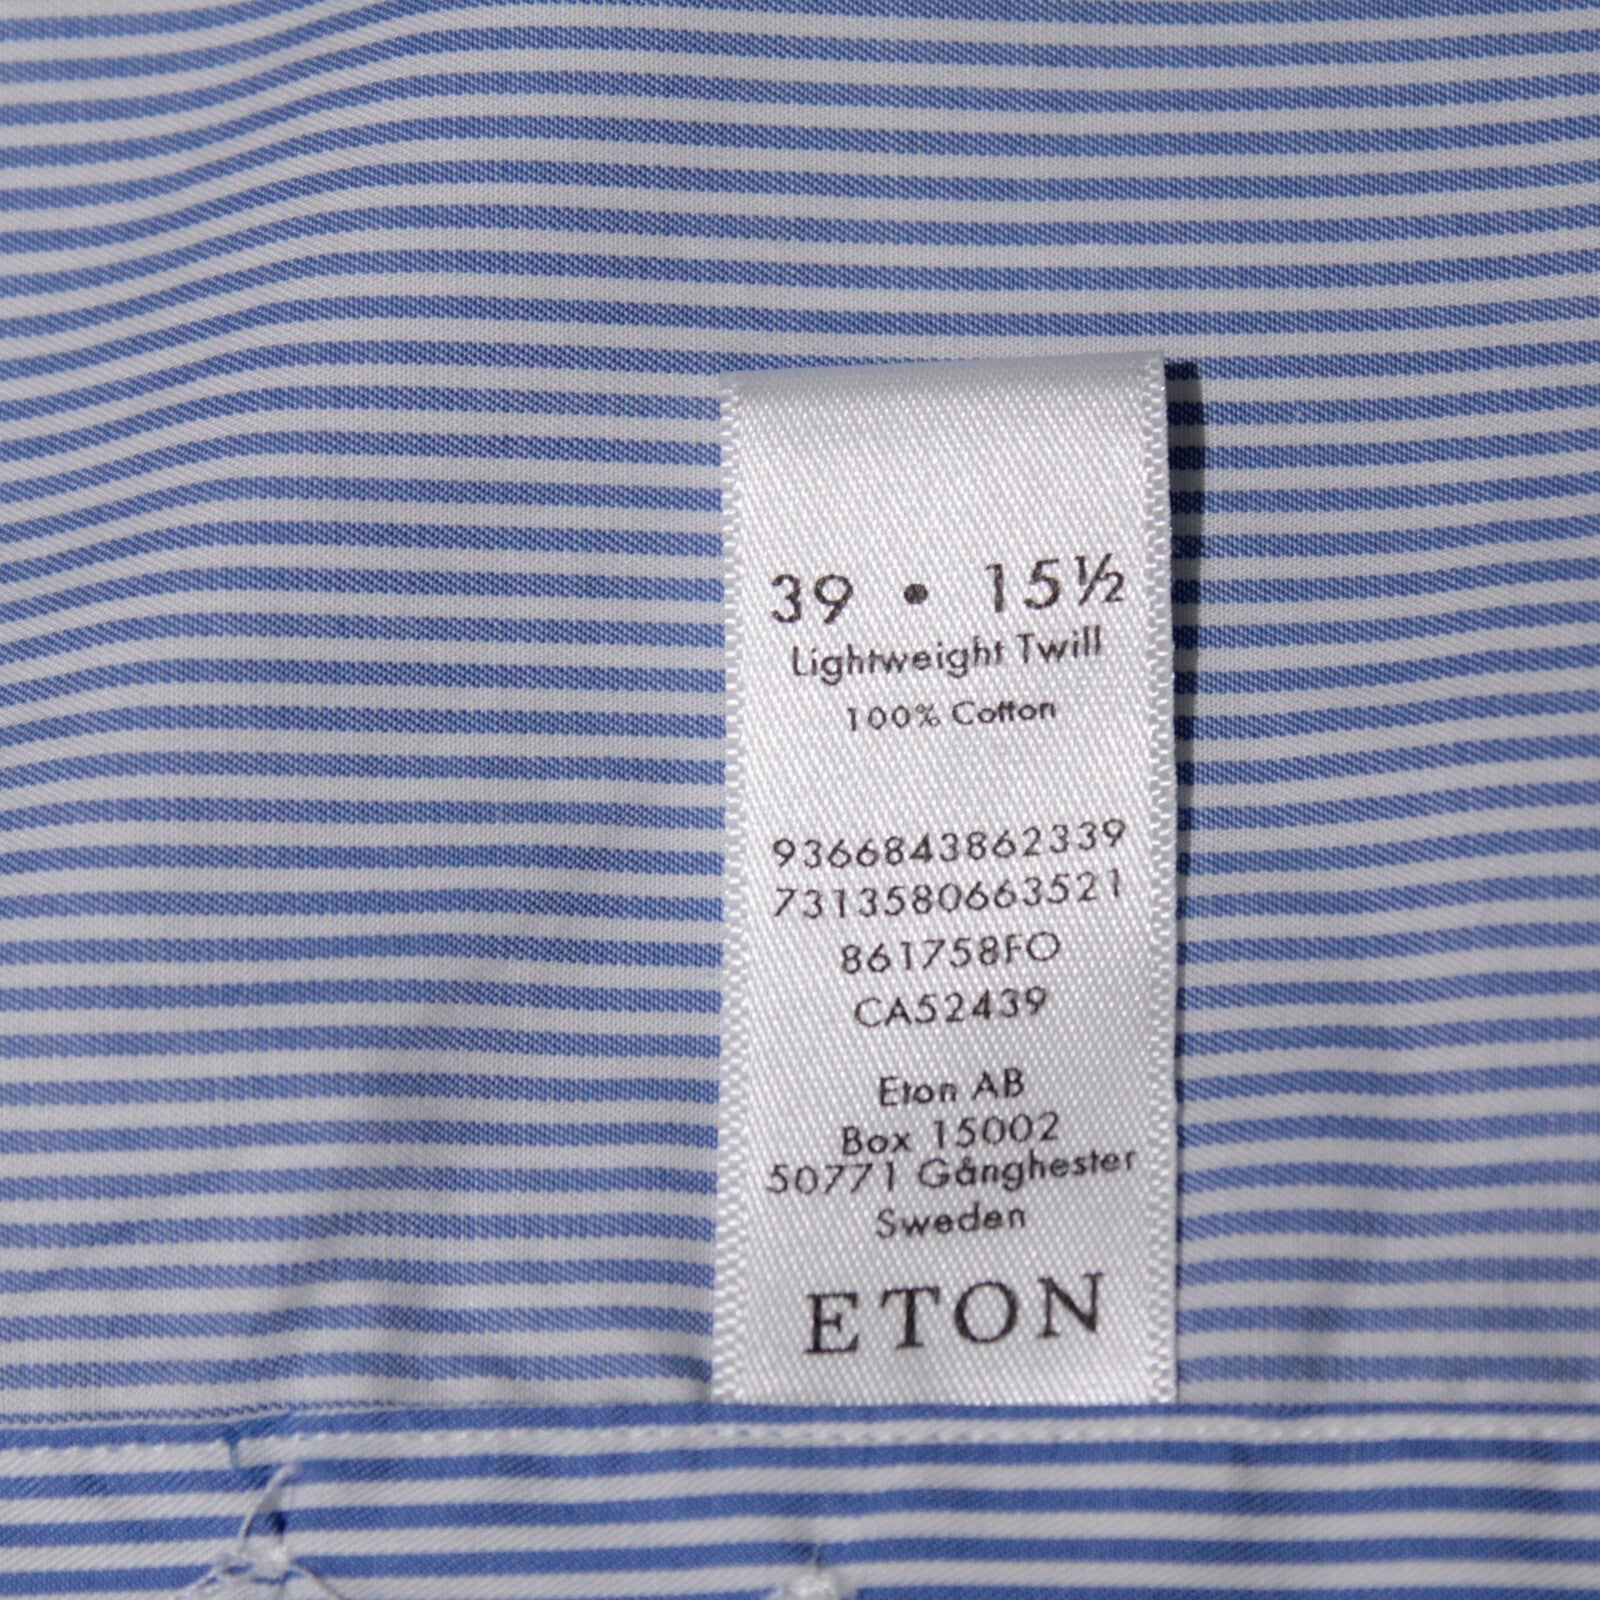 39 • 15½
Lightweight Twill
100% Cotton
9366843862339
7313580663521
861758FO
CA52439
Eton AB
Box 15002
50771 Gånghester
Sweden
ETON